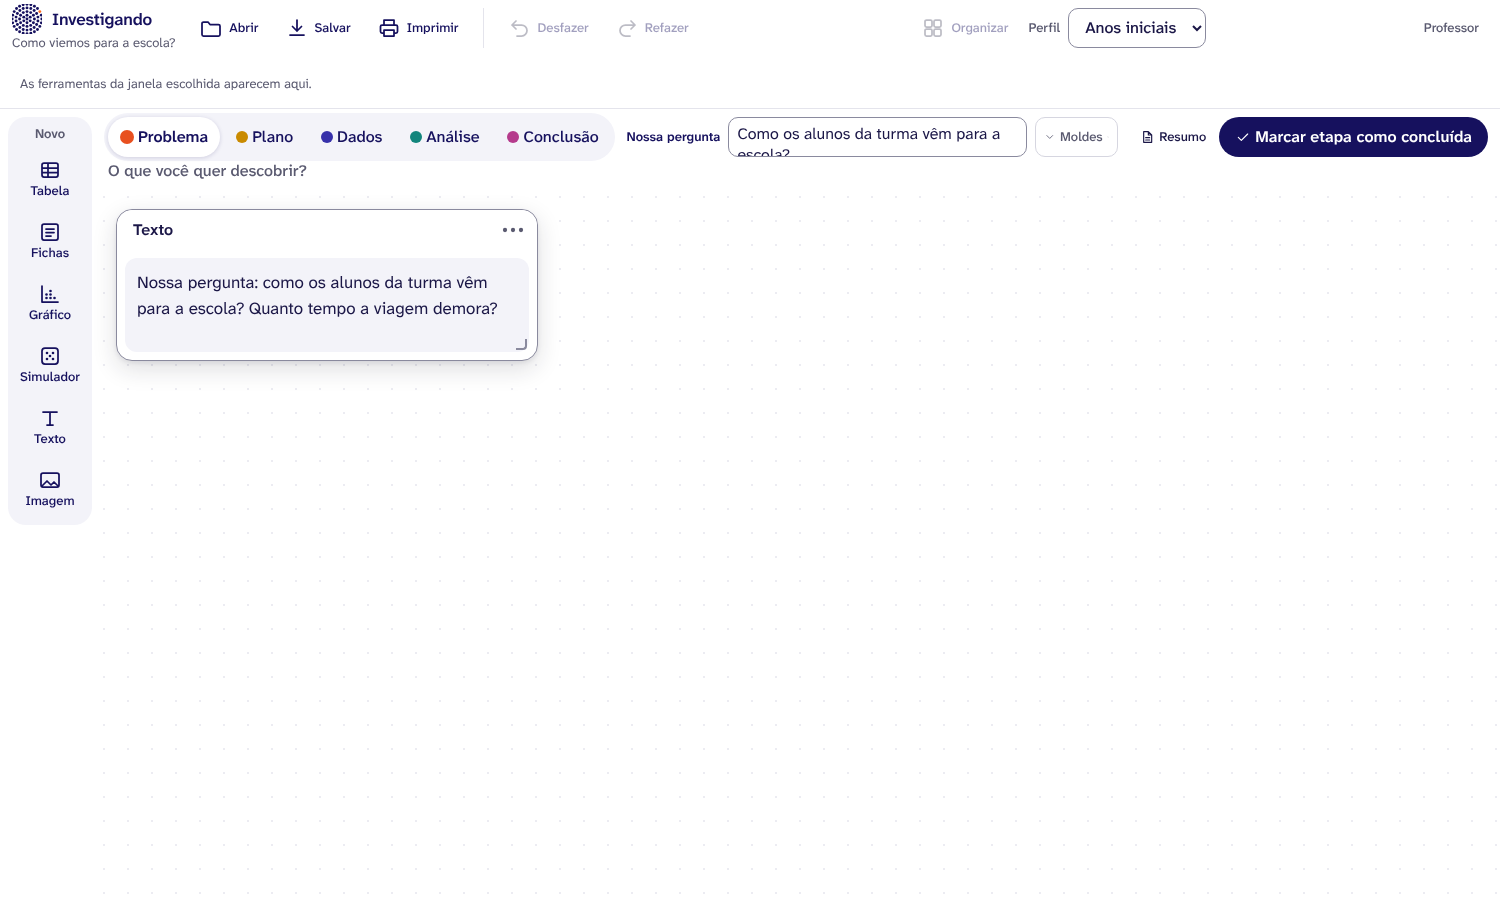 Investigando
Como viemos para a escola?
Abrir
Salvar
Imprimir
Desfazer
Refazer
Organizar
Perfil
Anos iniciais
Professor
As ferramentas da janela escolhida aparecem aqui.
Novo
Tabela
Fichas
Gráfico
Simulador
Texto
Imagem
Problema
Plano
Dados
Análise
Conclusão
Nossa pergunta
Como os alunos da turma vêm para a
escola?
Moldes
Resumo
Marcar etapa como concluída
O que você quer descobrir?
Texto
Nossa pergunta: como os alunos da turma vêm
para a escola? Quanto tempo a viagem demora?